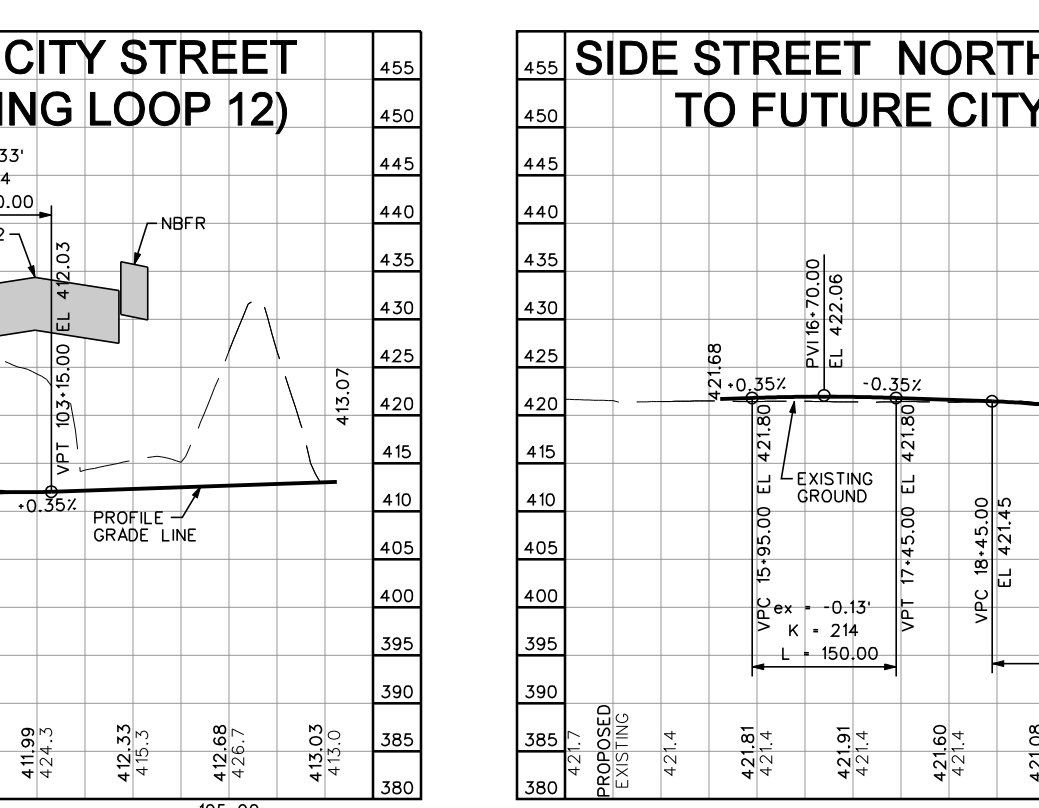 CITY STREET
ING LOOP 12)
33'
4
0.00
2
NBFR
VPT 103+15.00 EL 412.03
413.07
+0.35%
PROFILE
GRADE LINE
455
450
445
440
435
430
425
420
415
410
405
400
395
390
385
380
411.99
424.3
412.33
415.3
412.68
426.7
413.03
413.0
SIDE STREET NORTH
TO FUTURE CITY
455
450
445
440
435
430
425
420
415
410
405
400
395
390
385
380
421.68
+0.35%
PVI 16+70.00
EL 422.06
-0.35%
EXISTING
GROUND
VPC 15+95.00 EL 421.80
VPT 17+45.00 EL 421.80
VPC 18+45.00
EL 421.45
ex = -0.13'
K = 214
L = 150.00
421.7
PROPOSED
EXISTING
421.4
421.81
421.4
421.91
421.4
421.60
421.4
421.08